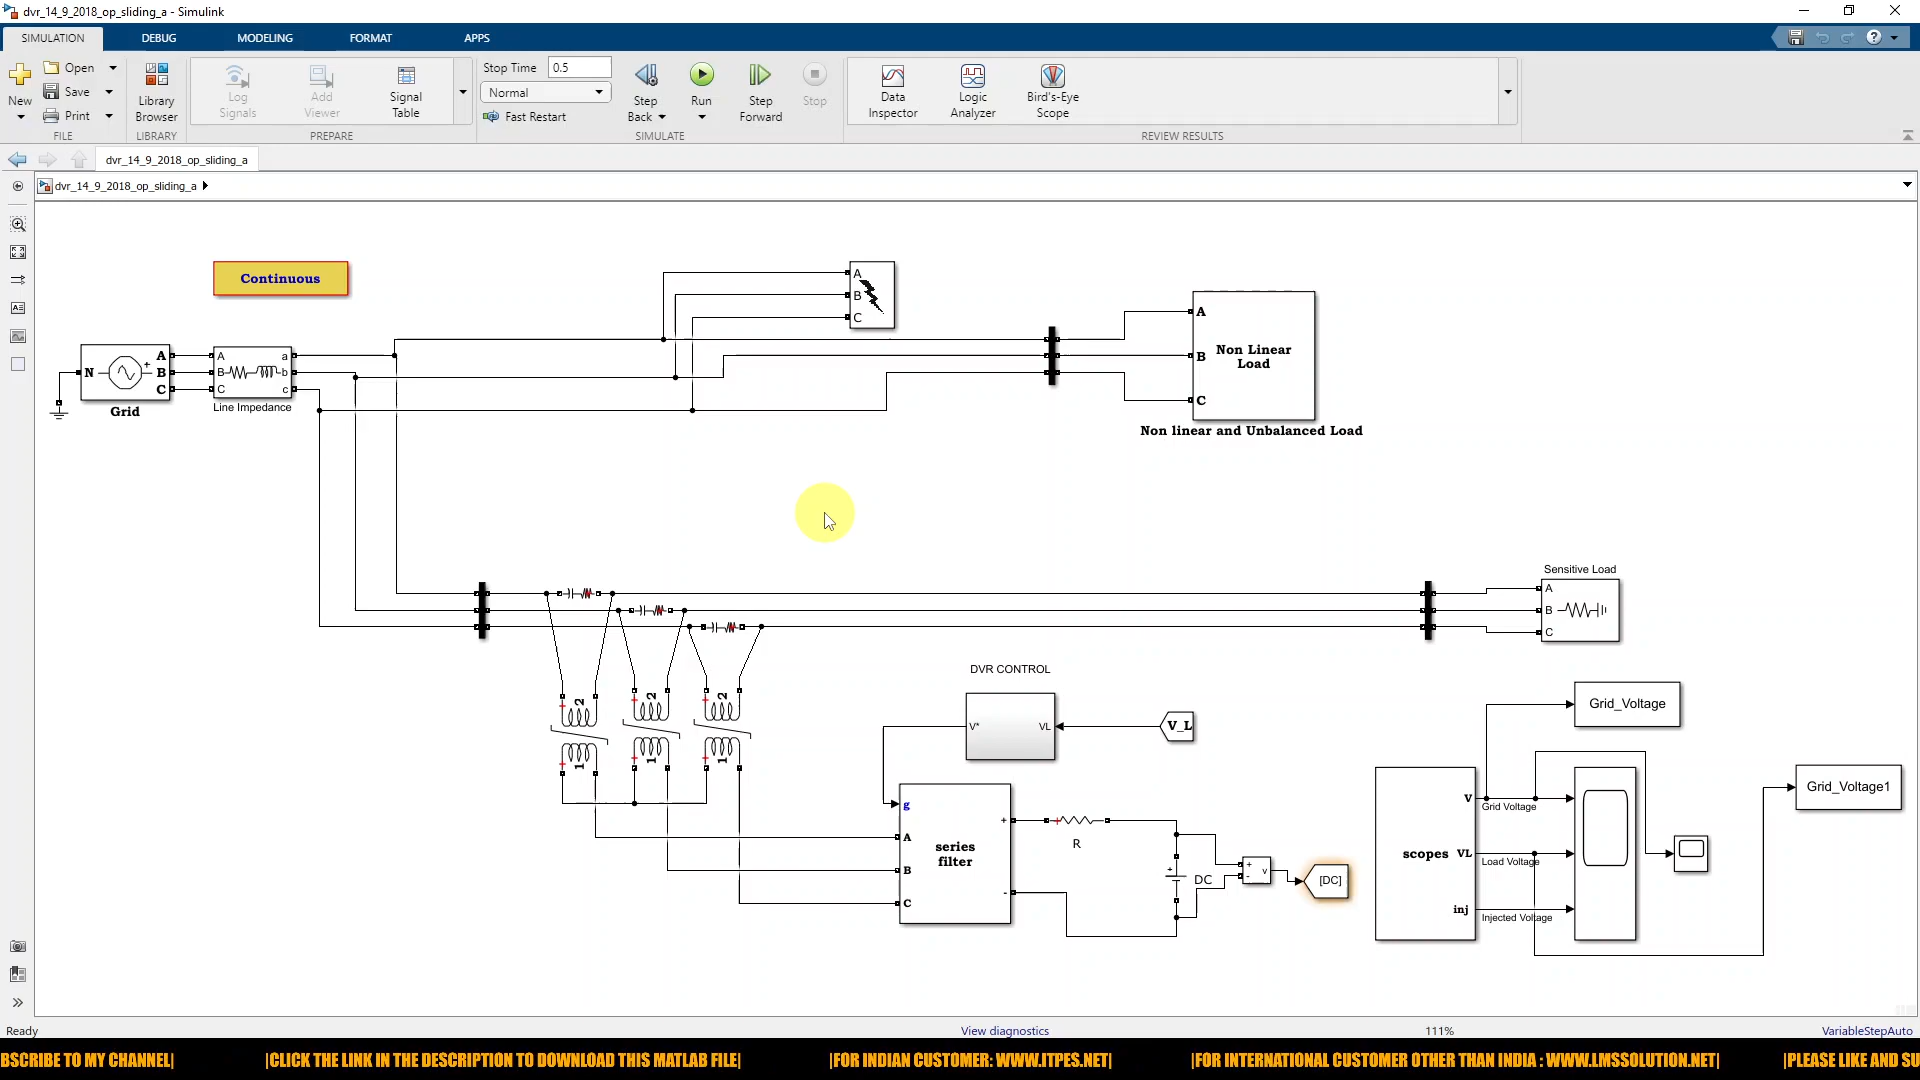 dvr_14_9_2018_op_sliding_a - Simulink
SIMULATION DEBUG MODELING FORMAT APPS
New
Open
Save
Print
FILE
Library
Browser
LIBRARY
Log
Signals
Add
Viewer
Signal
Table
PREPARE
Stop Time 0.5
Normal
Fast Restart
Step
Back
Run
Step
Forward
Stop
SIMULATE
Data
Inspector
Logic
Analyzer
Bird's-Eye
Scope
REVIEW RESULTS
dvr_14_9_2018_op_sliding_a
dvr_14_9_2018_op_sliding_a
Continuous
A
B
C
N
A
B
C
Grid
A
B
C
a
b
c
Line Impedance
A
B
C
Non Linear
Load
Non linear and Unbalanced Load
Sensitive Load
A
B
C
2
1
2
1
2
1
DVR CONTROL
V*
VL
V_L
g
A
B
C
series
filter
+
-
R
DC
+
-
v
[DC]
scopes
V
VL
inj
Grid Voltage
Load Voltage
Injected Voltage
Grid_Voltage
Grid_Voltage1
Ready
View diagnostics
111%
VariableStepAuto
BSCRIBE TO MY CHANNEL| |CLICK THE LINK IN THE DESCRIPTION TO DOWNLOAD THIS MATLAB FILE| |FOR INDIAN CUSTOMER: WWW.ITPES.NET| |FOR INTERNATIONAL CUSTOMER OTHER THAN INDIA : WWW.LMSSOLUTION.NET| |PLEASE LIKE AND SU